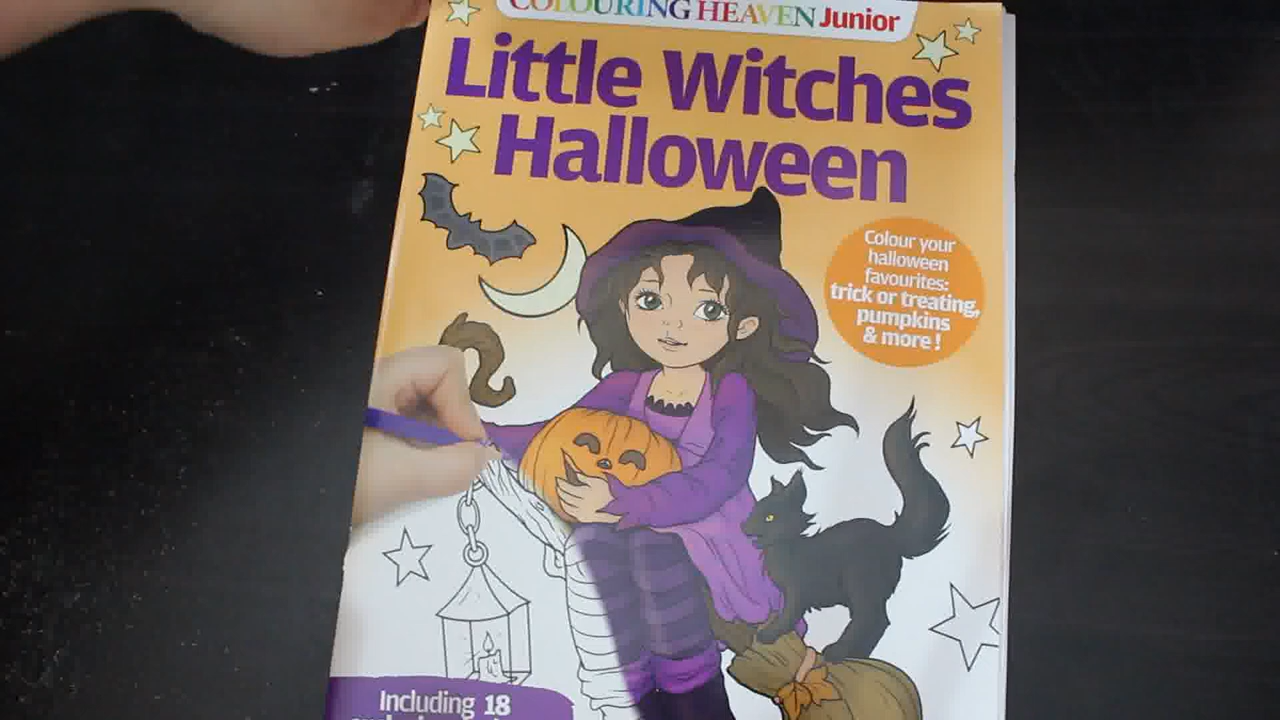 COLOURING HEAVEN Junior
Little Witches
Halloween
Colour your
halloween
favourites:
trick or treating,
pumpkins
& more!
Including 18